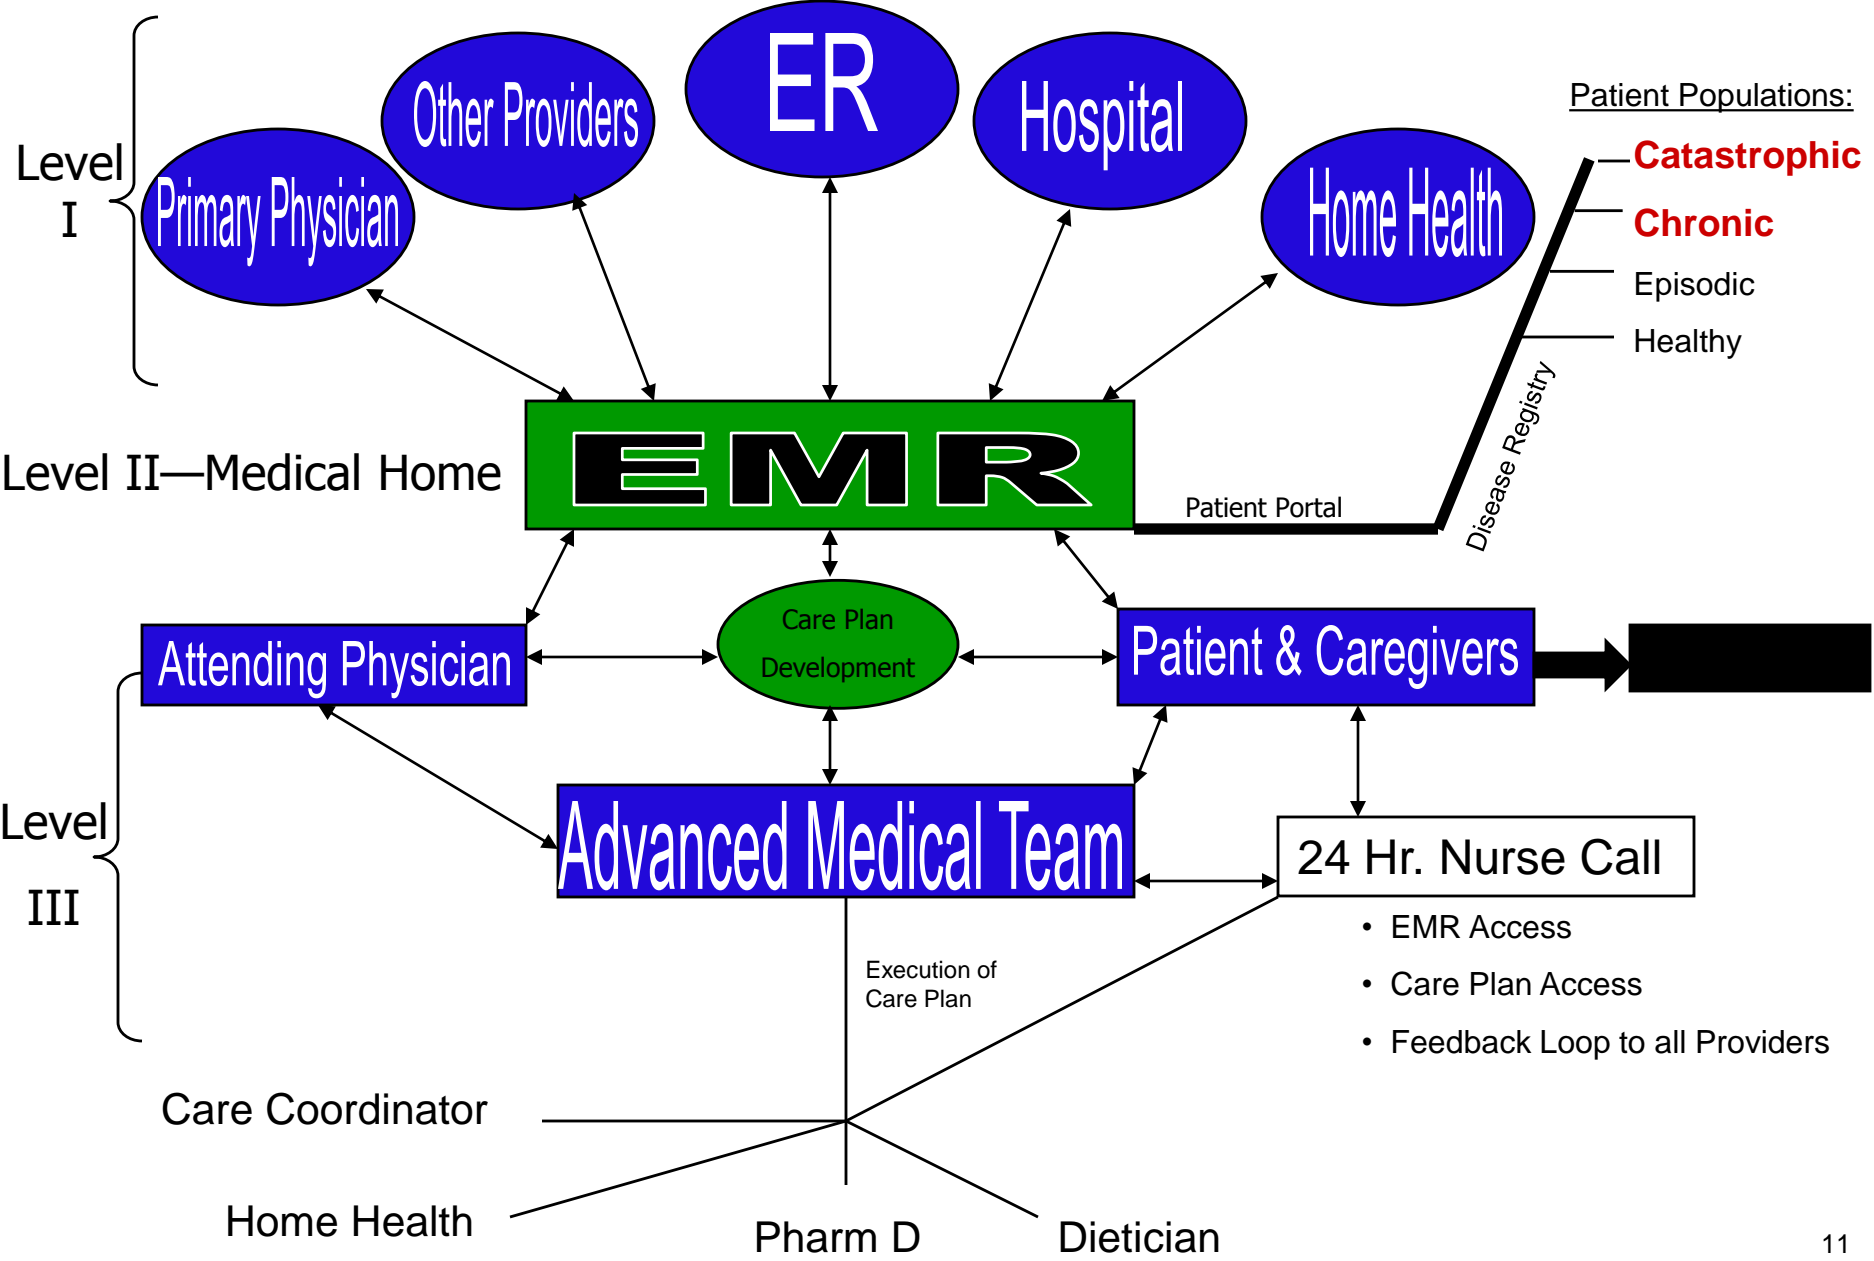 ER
Other Providers
Hospital
Patient Populations:
Level
I
Primary Physician
Home Health
Catastrophic
Chronic
Episodic
Healthy
Disease Registry
Level II—Medical Home
EMR
Patient Portal
Care Plan
Development
Attending Physician
Patient & Caregivers
Level
III
Advanced Medical Team
24 Hr. Nurse Call
• EMR Access
• Care Plan Access
• Feedback Loop to all Providers
Execution of
Care Plan
Care Coordinator
Home Health
Pharm D
Dietician
11